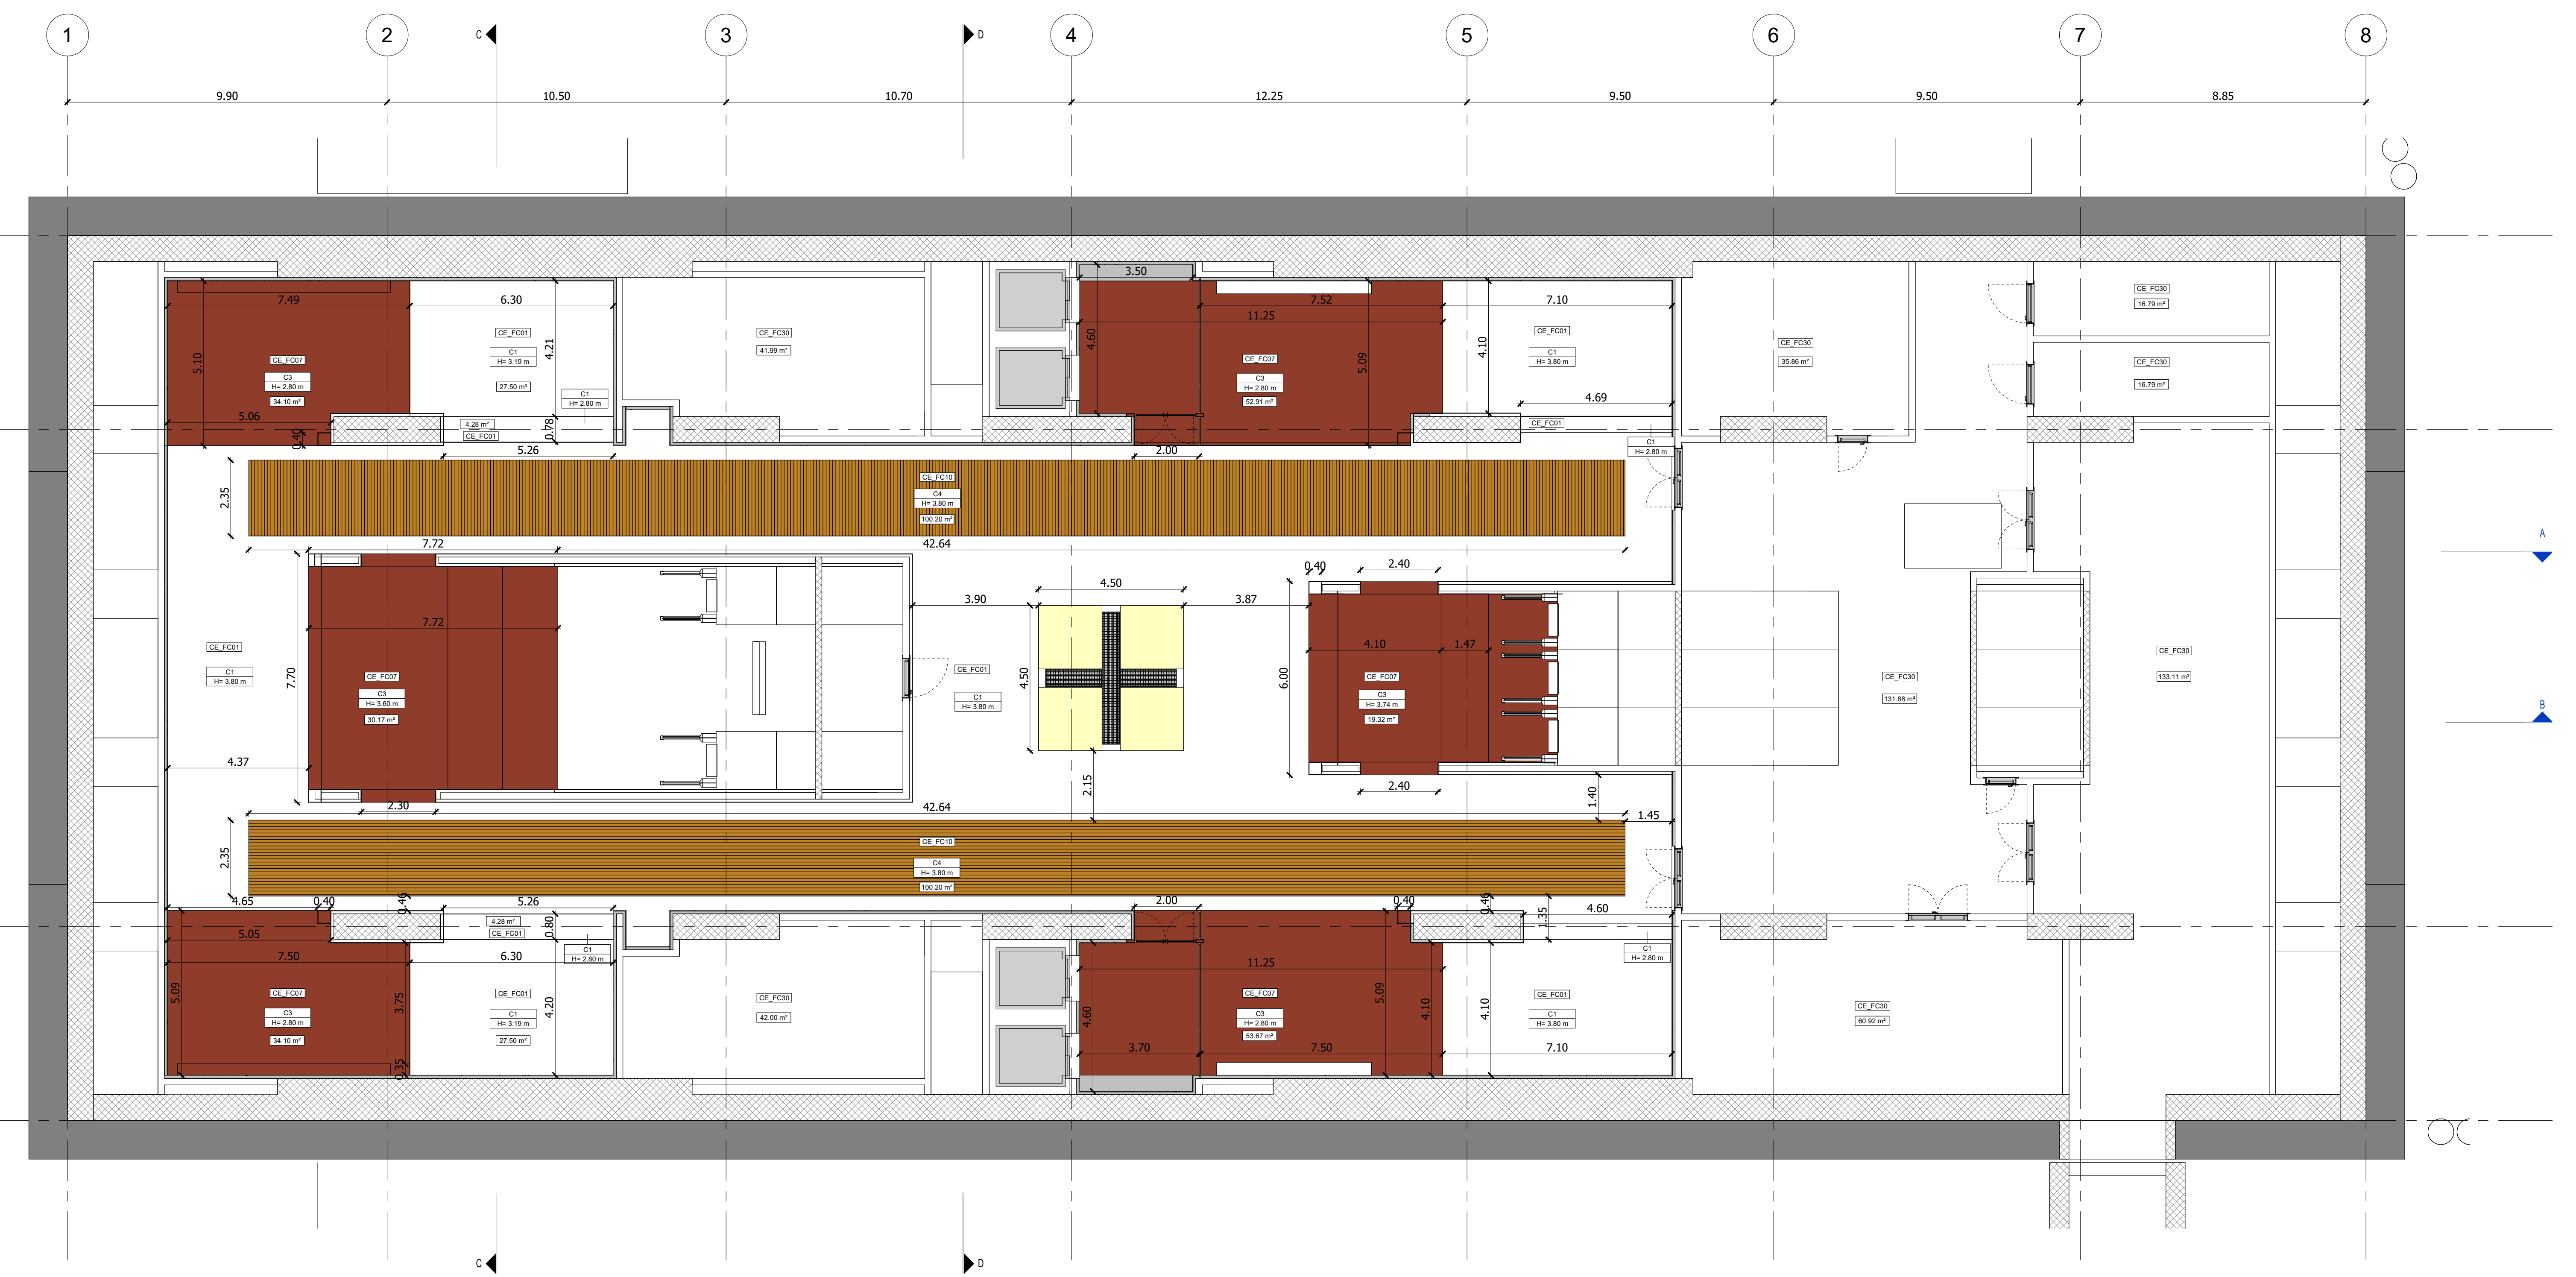 1 2 3 4 5 6 7 8
C D
9.90 10.50 10.70 12.25 9.50 9.50 8.85
3.50
7.49 6.30 7.52 7.10
11.25
CE_FC01
C1
H= 3.19 m
27.50 m²
4.21
CE_FC30
41.99 m²
4.60
CE_FC01
C1
H= 3.80 m
4.10
CE_FC30
35.86 m²
CE_FC30
16.79 m²
CE_FC30
16.79 m²
5.10
CE_FC07
C3
H= 2.80 m
34.10 m²
C1
H= 2.80 m
CE_FC07
C3
H= 2.80 m
52.91 m²
5.09
4.69
5.06
0.40
4.28 m²
CE_FC01
0.78
CE_FC01
C1
H= 2.80 m
5.26
2.00
2.35
CE_FC10
C4
H= 3.80 m
100.20 m²
7.72
42.64
A
0.40
2.40
4.50
3.90
3.87
7.72
4.10 1.47
CE_FC01
C1
H= 3.80 m
7.70
CE_FC07
C3
H= 3.60 m
30.17 m²
CE_FC01
C1
H= 3.80 m
4.50
6.00
CE_FC07
C3
H= 3.74 m
19.32 m²
CE_FC30
131.88 m²
CE_FC30
133.11 m²
B
4.37
2.15
2.40
1.40
2.30
42.64
1.45
2.35
CE_FC10
C4
H= 3.80 m
100.20 m²
4.65 0.40
0.46
5.26
2.00
0.40
0.46
4.60
1.35
4.28 m²
CE_FC01
0.80
5.05
C1
H= 2.80 m
C1
H= 2.80 m
7.50 6.30
11.25
5.09
CE_FC07
C3
H= 2.80 m
34.10 m²
3.75
0.35
CE_FC01
C1
H= 3.19 m
27.50 m²
4.20
CE_FC30
42.00 m²
4.60
CE_FC07
C3
H= 2.80 m
53.67 m²
5.09
4.10
4.10
CE_FC01
C1
H= 3.80 m
CE_FC30
60.92 m²
3.70 7.50 7.10
C D